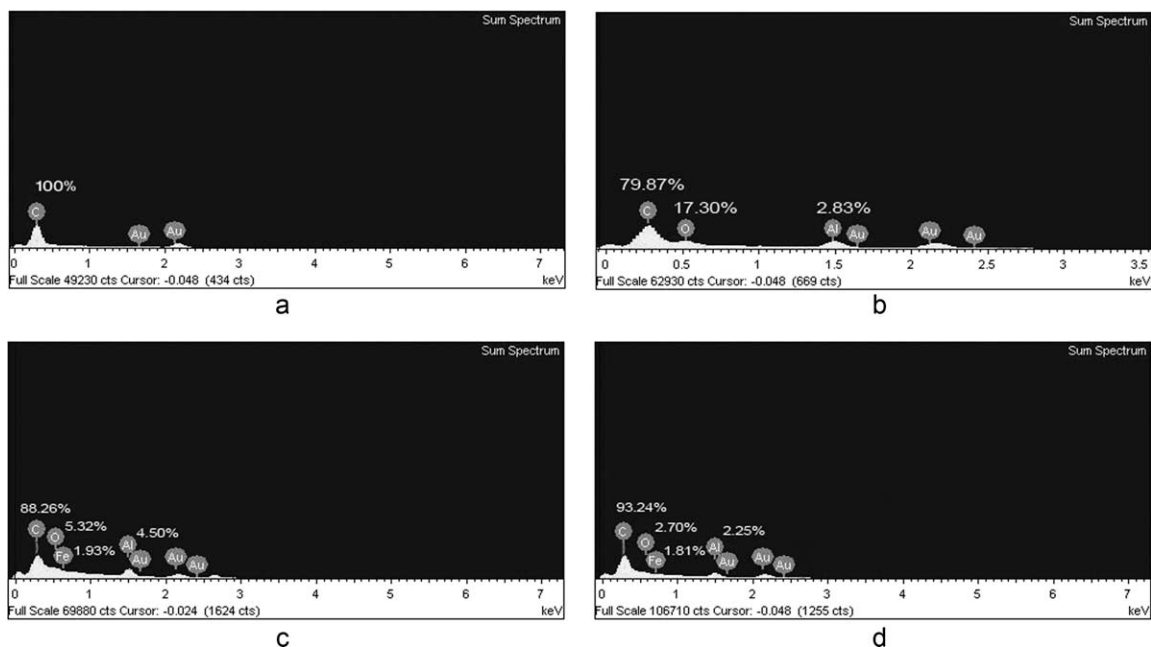 Sum Spectrum
100%
C
Au
Au
0 1 2 3 4 5 6 7
Full Scale 49230 cts Cursor: -0.048 (434 cts) keV
a
Sum Spectrum
79.87%
17.30%
2.83%
C
O
Al
Au
Au
Au
0 0.5 1 1.5 2 2.5 3 3.5
Full Scale 62930 cts Cursor: -0.048 (669 cts) keV
b
Sum Spectrum
88.26%
5.32%
4.50%
C
O
Fe
1.93%
Al
Au
Au
Au
0 1 2 3 4 5 6 7
Full Scale 69880 cts Cursor: -0.024 (1624 cts) keV
c
Sum Spectrum
93.24%
2.70%
2.25%
C
O
Fe
1.81%
Al
Au
Au
Au
0 1 2 3 4 5 6 7
Full Scale 106710 cts Cursor: -0.048 (1255 cts) keV
d